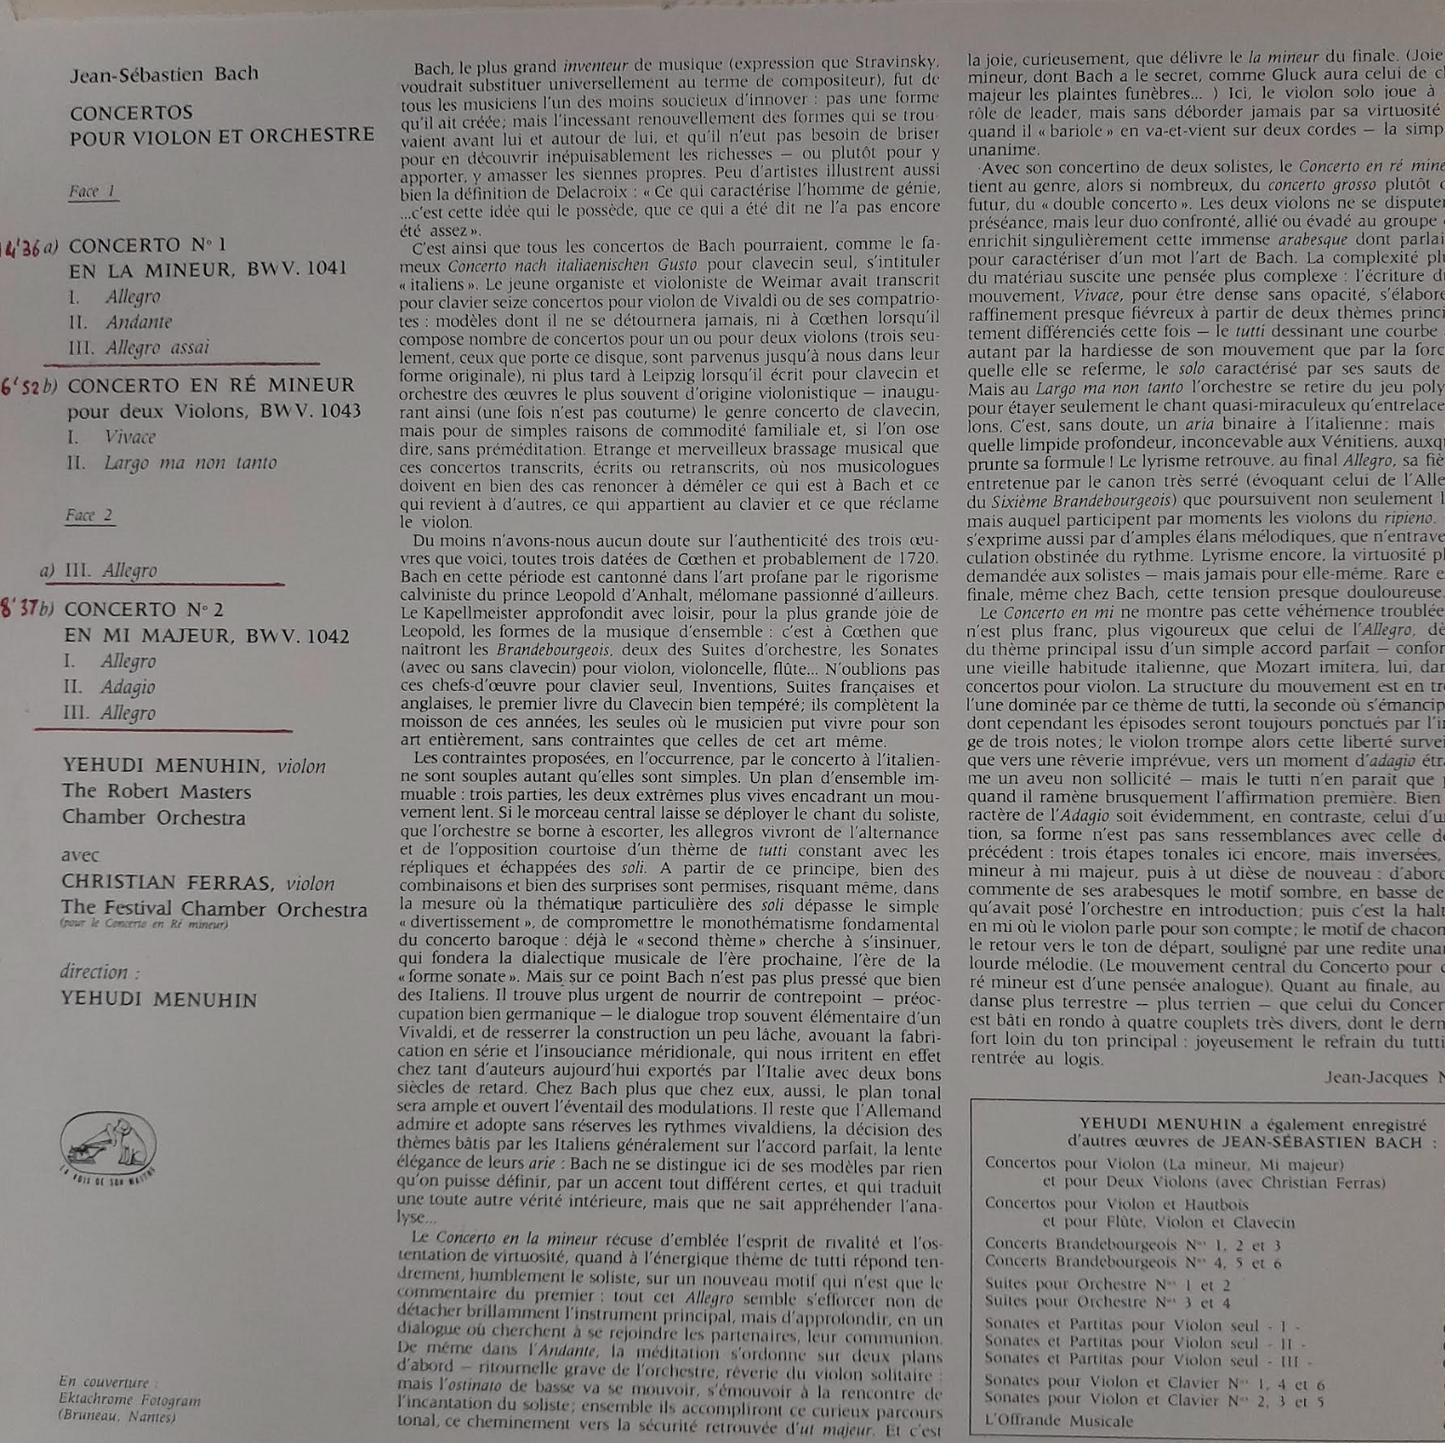 Jean-Sébastien Bach
CONCERTOS
POUR VIOLON ET ORCHESTRE
Face 1
14'36 a) CONCERTO N° 1
EN LA MINEUR, BWV. 1041
I. Allegro
II. Andante
III. Allegro assai
6'52 b) CONCERTO EN RÉ MINEUR
pour deux Violons, BWV. 1043
I. Vivace
II. Largo ma non tanto
Face 2
a) III. Allegro
8'37 b) CONCERTO N° 2
EN MI MAJEUR, BWV. 1042
I. Allegro
II. Adagio
III. Allegro
YEHUDI MENUHIN, violon
The Robert Masters
Chamber Orchestra
avec
CHRISTIAN FERRAS, violon
The Festival Chamber Orchestra
(pour le Concerto en Ré mineur)
direction :
YEHUDI MENUHIN
LA VOIX DE SON MAITRE
En couverture :
Ektachrome Fotogram
(Bruneau, Nantes)
Bach, le plus grand inventeur de musique (expression que Stravinsky,
voudrait substituer universellement au terme de compositeur), fut de
tous les musiciens l'un des moins soucieux d'innover : pas une forme
qu'il ait créée; mais l'incessant renouvellement des formes qui se trou-
vaient avant lui et autour de lui, et qu'il n'eut pas besoin de briser
pour en découvrir inépuisablement les richesses — ou plutôt pour y
apporter, y amasser les siennes propres. Peu d'artistes illustrent aussi
bien la définition de Delacroix : « Ce qui caractérise l'homme de génie,
...c'est cette idée qui le possède, que ce qui a été dit ne l'a pas encore
été assez ».
C'est ainsi que tous les concertos de Bach pourraient, comme le fa-
meux Concerto nach italiaenischen Gusto pour clavecin seul, s'intituler
« italiens ». Le jeune organiste et violoniste de Weimar avait transcrit
pour clavier seize concertos pour violon de Vivaldi ou de ses compatrio-
tes : modèles dont il ne se détournera jamais, ni à Cœthen lorsqu'il
compose nombre de concertos pour un ou pour deux violons (trois seu-
lement, ceux que porte ce disque, sont parvenus jusqu'à nous dans leur
forme originale), ni plus tard à Leipzig lorsqu'il écrit pour clavecin et
orchestre des œuvres le plus souvent d'origine violonistique — inaugu-
rant ainsi (une fois n'est pas coutume) le genre concerto de clavecin,
mais pour de simples raisons de commodité familiale et, si l'on ose
dire, sans préméditation. Etrange et merveilleux brassage musical que
ces concertos transcrits, écrits ou retranscrits, où nos musicologues
doivent en bien des cas renoncer à démêler ce qui est à Bach et ce
qui revient à d'autres, ce qui appartient au clavier et ce que réclame
le violon.
Du moins n'avons-nous aucun doute sur l'authenticité des trois œu-
vres que voici, toutes trois datées de Cœthen et probablement de 1720.
Bach en cette période est cantonné dans l'art profane par le rigorisme
calviniste du prince Leopold d'Anhalt, mélomane passionné d'ailleurs.
Le Kapellmeister approfondit avec loisir, pour la plus grande joie de
Leopold, les formes de la musique d'ensemble : c'est à Cœthen que
naîtront les Brandebourgeois, deux des Suites d'orchestre, les Sonates
(avec ou sans clavecin) pour violon, violoncelle, flûte... N'oublions pas
ces chefs-d'œuvre pour clavier seul, Inventions, Suites françaises et
anglaises, le premier livre du Clavecin bien tempéré; ils complètent la
moisson de ces années, les seules où le musicien put vivre pour son
art entièrement, sans contraintes que celles de cet art même.
Les contraintes proposées, en l'occurrence, par le concerto à l'italien-
ne sont souples autant qu'elles sont simples. Un plan d'ensemble im-
muable : trois parties, les deux extrêmes plus vives encadrant un mou-
vement lent. Si le morceau central laisse se déployer le chant du soliste,
que l'orchestre se borne à escorter, les allegros vivront de l'alternance
et de l'opposition courtoise d'un thème de tutti constant avec les
répliques et échappées des soli. A partir de ce principe, bien des
combinaisons et bien des surprises sont permises, risquant même, dans
la mesure où la thématique particulière des soli dépasse le simple
« divertissement », de compromettre le monothématisme fondamental
du concerto baroque : déjà le « second thème » cherche à s'insinuer,
qui fondera la dialectique musicale de l'ère prochaine, l'ère de la
« forme sonate ». Mais sur ce point Bach n'est pas plus pressé que bien
des Italiens. Il trouve plus urgent de nourrir de contrepoint — préoc-
cupation bien germanique — le dialogue trop souvent élémentaire d'un
Vivaldi, et de resserrer la construction un peu lâche, avouant la fabri-
cation en série et l'insouciance méridionale, qui nous irritent en effet
chez tant d'auteurs aujourd'hui exportés par l'Italie avec deux bons
siècles de retard. Chez Bach plus que chez eux, aussi, le plan tonal
sera ample et ouvert l'éventail des modulations. Il reste que l'Allemand
admire et adopte sans réserves les rythmes vivaldiens, la décision des
thèmes bâtis par les Italiens généralement sur l'accord parfait, la lente
élégance de leurs arie : Bach ne se distingue ici de ses modèles par rien
qu'on puisse définir, par un accent tout différent certes, et qui traduit
une toute autre vérité intérieure, mais que ne sait appréhender l'ana-
lyse...
Le Concerto en la mineur récuse d'emblée l'esprit de rivalité et l'os-
tentation de virtuosité, quand à l'énergique thème de tutti répond ten-
drement, humblement le soliste, sur un nouveau motif qui n'est que le
commentaire du premier : tout cet Allegro semble s'efforcer non de
détacher brillamment l'instrument principal, mais d'approfondir, en un
dialogue où cherchent à se rejoindre les partenaires, leur communion.
De même dans l'Andante, la méditation s'ordonne sur deux plans
d'abord — ritournelle grave de l'orchestre, rêverie du violon solitaire :
mais l'ostinato de basse va se mouvoir, s'émouvoir à la rencontre de
l'incantation du soliste; ensemble ils accompliront ce curieux parcours
tonal, ce cheminement vers la sécurité retrouvée d'ut majeur. Et c'est
la joie, curieusement, que délivre le la mineur du finale. (Joie
mineur, dont Bach a le secret, comme Gluck aura celui de c
majeur les plaintes funèbres... ) Ici, le violon solo joue à
rôle de leader, mais sans déborder jamais par sa virtuosité
quand il « bariole » en va-et-vient sur deux cordes — la simp
unanime.
Avec son concertino de deux solistes, le Concerto en ré mine
tient au genre, alors si nombreux, du concerto grosso plutôt
futur, du « double concerto ». Les deux violons ne se dispute
préséance, mais leur duo confronté, allié ou évadé au groupe
enrichit singulièrement cette immense arabesque dont parlai
pour caractériser d'un mot l'art de Bach. La complexité pl
du matériau suscite une pensée plus complexe : l'écriture d
mouvement, Vivace, pour être dense sans opacité, s'élabore
raffinement presque fiévreux à partir de deux thèmes princi
tement différenciés cette fois — le tutti dessinant une courbe
autant par la hardiesse de son mouvement que par la forc
quelle elle se referme, le solo caractérisé par ses sauts de
Mais au Largo ma non tanto l'orchestre se retire du jeu poly
pour étayer seulement le chant quasi-miraculeux qu'entrelace
lons. C'est, sans doute, un aria binaire à l'italienne; mais
quelle limpide profondeur, inconcevable aux Vénitiens, auxq
prunte sa formule ! Le lyrisme retrouve, au final Allegro, sa fiè
entretenue par le canon très serré (évoquant celui de l'Alle
du Sixième Brandebourgeois) que poursuivent non seulement l
mais auquel participent par moments les violons du ripieno.
s'exprime aussi par d'amples élans mélodiques, que n'entrave
culation obstinée du rythme. Lyrisme encore, la virtuosité pl
demandée aux solistes — mais jamais pour elle-même. Rare e
finale, même chez Bach, cette tension presque douloureuse.
Le Concerto en mi ne montre pas cette véhémence troublée
n'est plus franc, plus vigoureux que celui de l'Allegro, dè
du thème principal issu d'un simple accord parfait — confor
une vieille habitude italienne, que Mozart imitera, lui, dan
concertos pour violon. La structure du mouvement est en tr
l'une dominée par ce thème de tutti, la seconde où s'émancip
dont cependant les épisodes seront toujours ponctués par l'i
ge de trois notes; le violon trompe alors cette liberté survei
que vers une rêverie imprévue, vers un moment d'adagio étr
me un aveu non sollicité — mais le tutti n'en paraît que
quand il ramène brusquement l'affirmation première. Bien
ractère de l'Adagio soit évidemment, en contraste, celui d'u
tion, sa forme n'est pas sans ressemblances avec celle d
précédent : trois étapes tonales ici encore, mais inversées,
mineur à mi majeur, puis à ut dièse de nouveau : d'abord
commente de ses arabesques le motif sombre, en basse de
qu'avait posé l'orchestre en introduction; puis c'est la halt
en mi où le violon parle pour son compte; le motif de chacon
le retour vers le ton de départ, souligné par une redite una
lourde mélodie. (Le mouvement central du Concerto pour
ré mineur est d'une pensée analogue). Quant au finale, au
danse plus terrestre — plus terrien — que celui du Concer
est bâti en rondo à quatre couplets très divers, dont le dern
fort loin du ton principal : joyeusement le refrain du tutti
rentrée au logis.
Jean-Jacques N
YEHUDI MENUHIN a également enregistré
d'autres œuvres de JEAN-SÉBASTIEN BACH :
Concertos pour Violon (La mineur, Mi majeur)
et pour Deux Violons (avec Christian Ferras)
Concertos pour Violon et Hautbois
et pour Flûte, Violon et Clavecin
Concerts Brandebourgeois Nos 1, 2 et 3
Concerts Brandebourgeois Nos 4, 5 et 6
Suites pour Orchestre Nos 1 et 2
Suites pour Orchestre Nos 3 et 4
Sonates et Partitas pour Violon seul - I -
Sonates et Partitas pour Violon seul - II -
Sonates et Partitas pour Violon seul - III -
Sonates pour Violon et Clavier Nos 1, 4 et 6
Sonates pour Violon et Clavier Nos 2, 3 et 5
L'Offrande Musicale